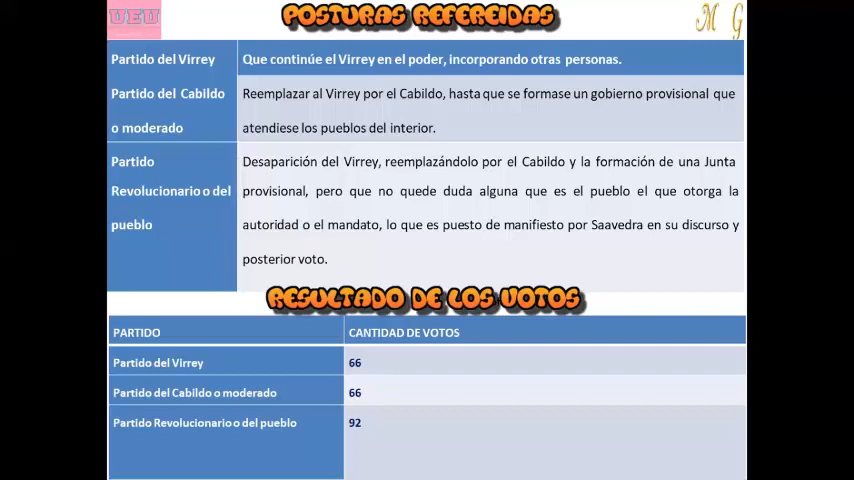 UEU
POSTURAS REFEREIDAS
M G
Partido del Virrey
Que continúe el Virrey en el poder, incorporando otras personas.
Partido del Cabildo
o moderado
Reemplazar al Virrey por el Cabildo, hasta que se formase un gobierno provisional que
atendiese los pueblos del interior.
Partido
Revolucionario o del
pueblo
Desaparición del Virrey, reemplazándolo por el Cabildo y la formación de una Junta
provisional, pero que no quede duda alguna que es el pueblo el que otorga la
autoridad o el mandato, lo que es puesto de manifiesto por Saavedra en su discurso y
posterior voto.
RESULTADO DE LOS VOTOS
PARTIDO
CANTIDAD DE VOTOS
Partido del Virrey
66
Partido del Cabildo o moderado
66
Partido Revolucionario o del pueblo
92